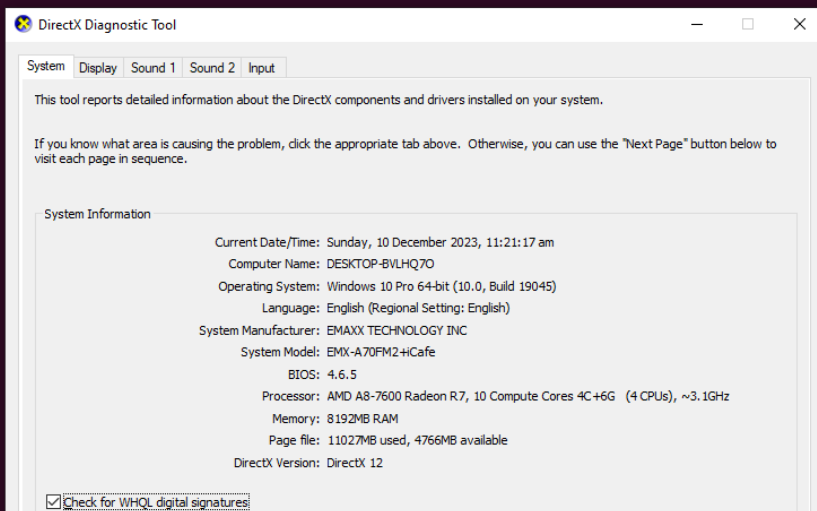 DirectX Diagnostic Tool
System Display Sound 1 Sound 2 Input
This tool reports detailed information about the DirectX components and drivers installed on your system.
If you know what area is causing the problem, click the appropriate tab above. Otherwise, you can use the "Next Page" button below to
visit each page in sequence.
System Information
Current Date/Time: Sunday, 10 December 2023, 11:21:17 am
Computer Name: DESKTOP-BVLHQ7O
Operating System: Windows 10 Pro 64-bit (10.0, Build 19045)
Language: English (Regional Setting: English)
System Manufacturer: EMAXX TECHNOLOGY INC
System Model: EMX-A70FM2+iCafe
BIOS: 4.6.5
Processor: AMD A8-7600 Radeon R7, 10 Compute Cores 4C+6G (4 CPUs), ~3.1GHz
Memory: 8192MB RAM
Page file: 11027MB used, 4766MB available
DirectX Version: DirectX 12
Check for WHQL digital signatures